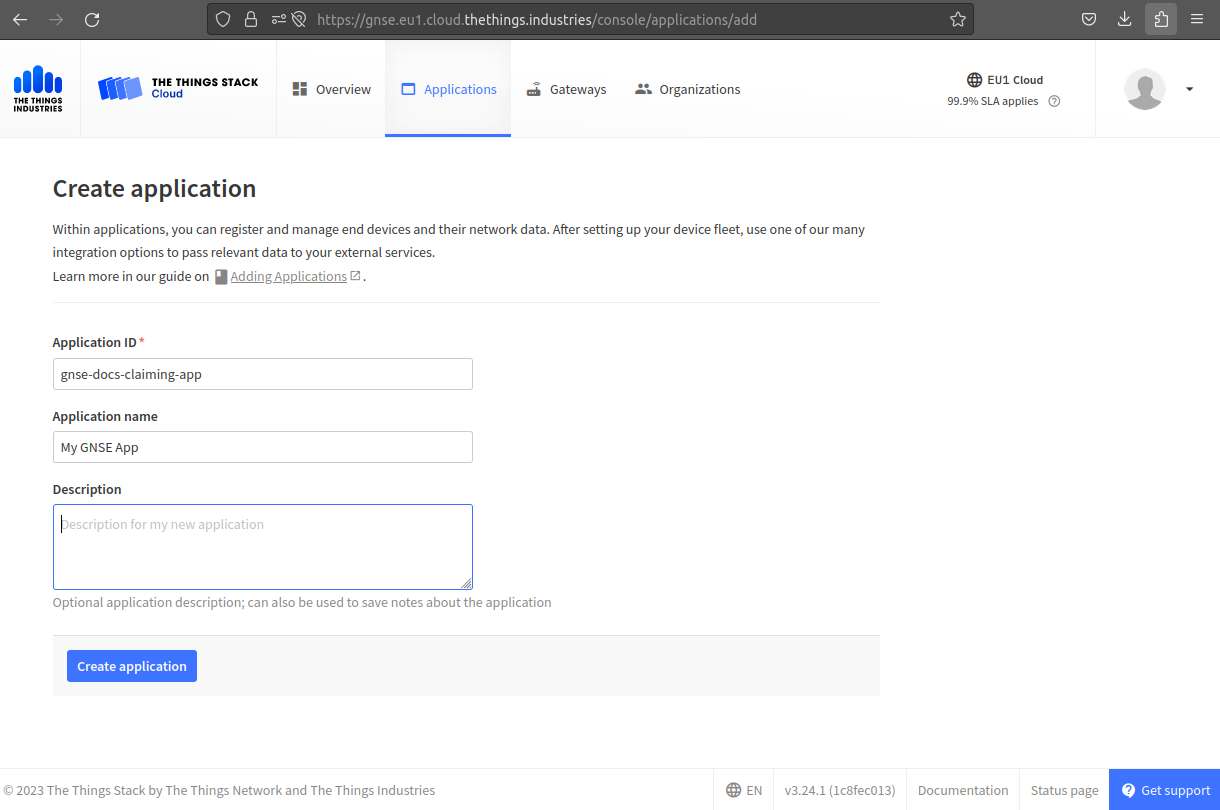 https://gnse.eu1.cloud.thethings.industries/console/applications/add
THE THINGS
INDUSTRIES
THE THINGS STACK
Cloud
Overview
Applications
Gateways
Organizations
EU1 Cloud
99.9% SLA applies
Create application
Within applications, you can register and manage end devices and their network data. After setting up your device fleet, use one of our many
integration options to pass relevant data to your external services.
Learn more in our guide on Adding Applications.
Application ID*
gnse-docs-claiming-app
Application name
My GNSE App
Description
Description for my new application
Optional application description; can also be used to save notes about the application
Create application
© 2023 The Things Stack by The Things Network and The Things Industries
EN
v3.24.1 (1c8fec013)
Documentation
Status page
Get support